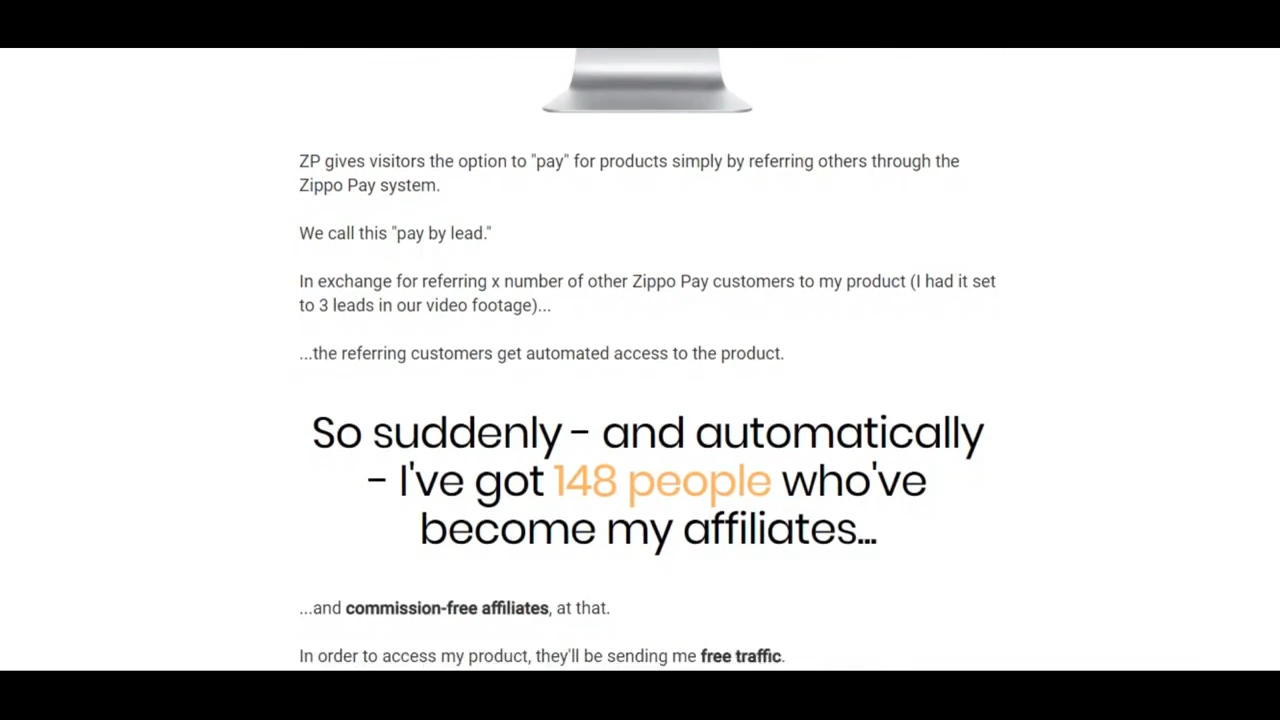 ZP gives visitors the option to "pay" for products simply by referring others through the
Zippo Pay system.
We call this "pay by lead."
In exchange for referring x number of other Zippo Pay customers to my product (I had it set
to 3 leads in our video footage)...
...the referring customers get automated access to the product.
So suddenly - and automatically
- I've got 148 people who've
become my affiliates...
...and commission-free affiliates, at that.
In order to access my product, they'll be sending me free traffic.